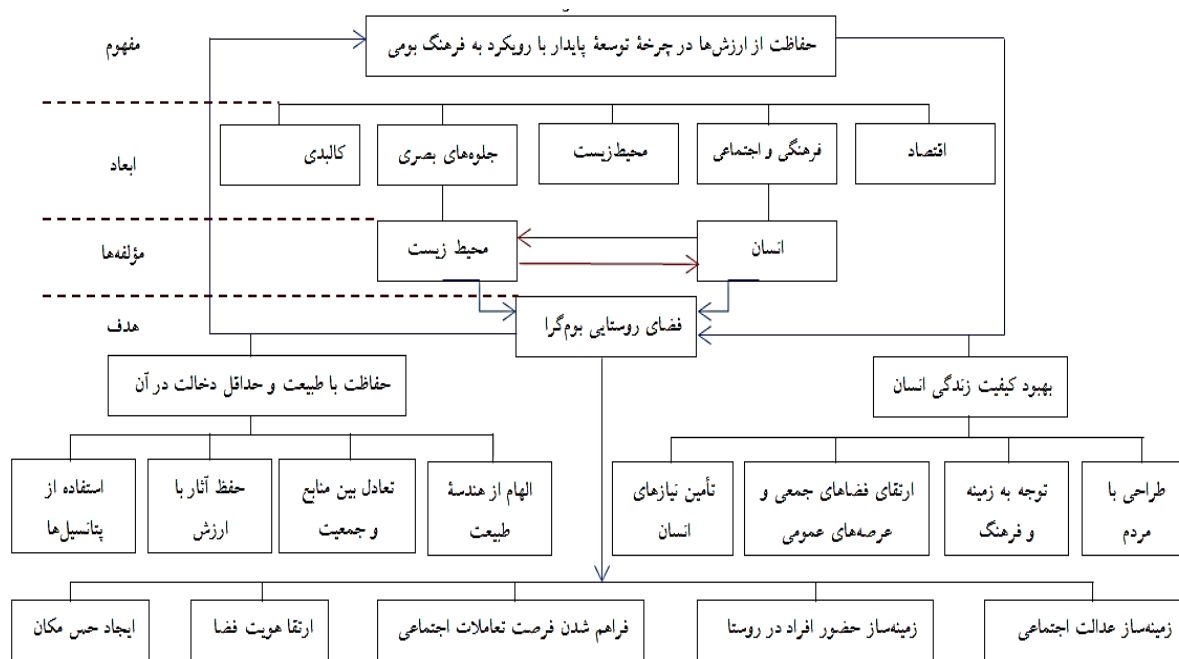 مفهوم
حفاظت از ارزش‌ها در چرخهٔ توسعهٔ پایدار با رویکرد به فرهنگ بومی
ابعاد
اقتصاد
فرهنگی و اجتماعی
محیط‌زیست
جلوه‌های بصری
کالبدی
مؤلفه‌ها
انسان
محیط زیست
هدف
فضای روستایی بوم‌گرا
بهبود کیفیت زندگی انسان
حفاظت با طبیعت و حداقل دخالت در آن
طراحی با
مردم
توجه به زمینه
و فرهنگ
ارتقای فضاهای جمعی و
عرصه‌های عمومی
تأمین نیازهای
انسان
الهام از هندسهٔ
طبیعت
تعادل بین منابع
و جمعیت
حفظ آثار با
ارزش
استفاده از
پتانسیل‌ها
زمینه‌ساز عدالت اجتماعی
زمینه‌ساز حضور افراد در روستا
فراهم شدن فرصت تعاملات اجتماعی
ارتقا هویت فضا
ایجاد حس مکان